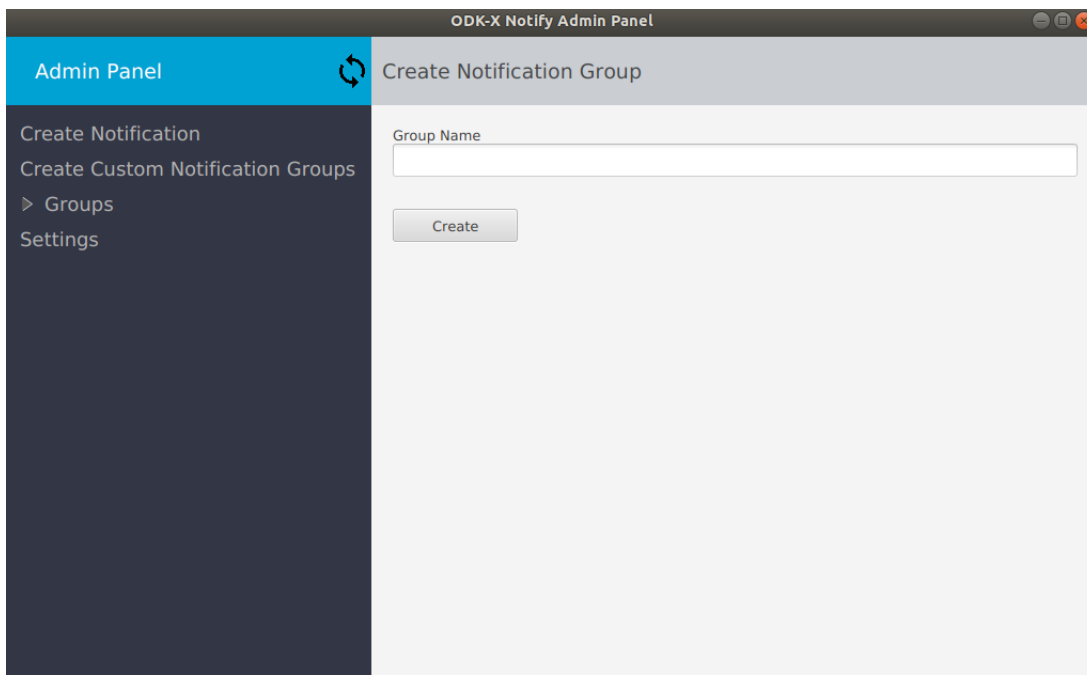 ODK-X Notify Admin Panel
Admin Panel
Create Notification Group
Create Notification
Create Custom Notification Groups
Groups
Settings
Group Name
Create